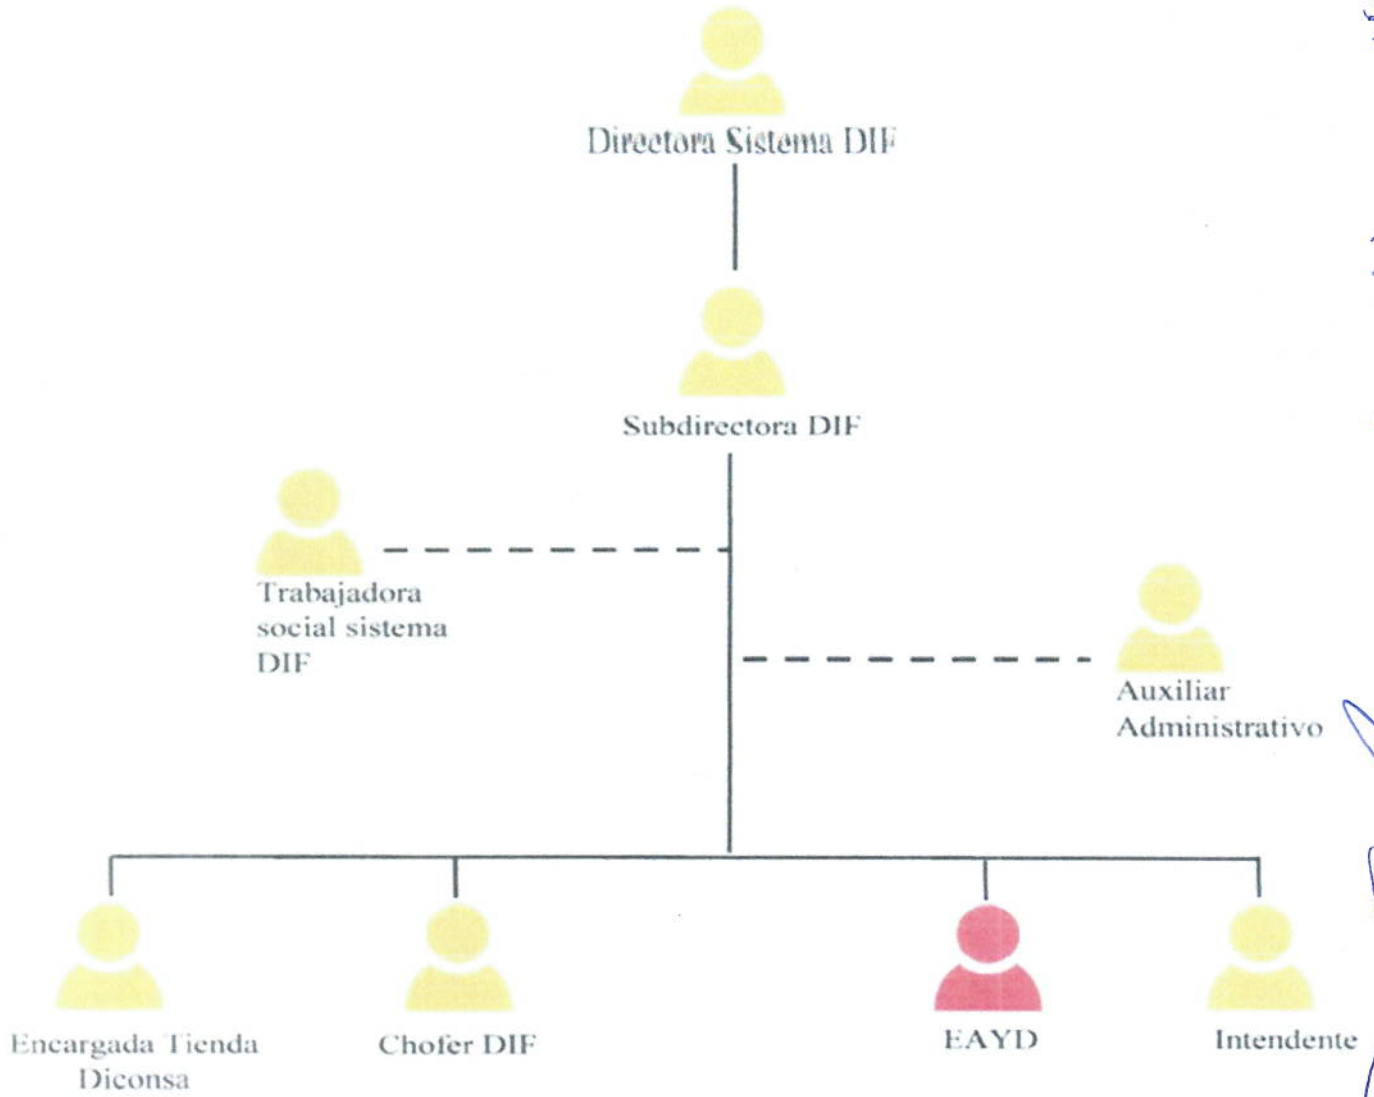 Directora Sistema DIF
Subdirectora DIF
Trabajadora
social sistema
DIF
Auxiliar
Administrativo
Encargada Tienda
Diconsa
Chofer DIF
EAYD
Intendente